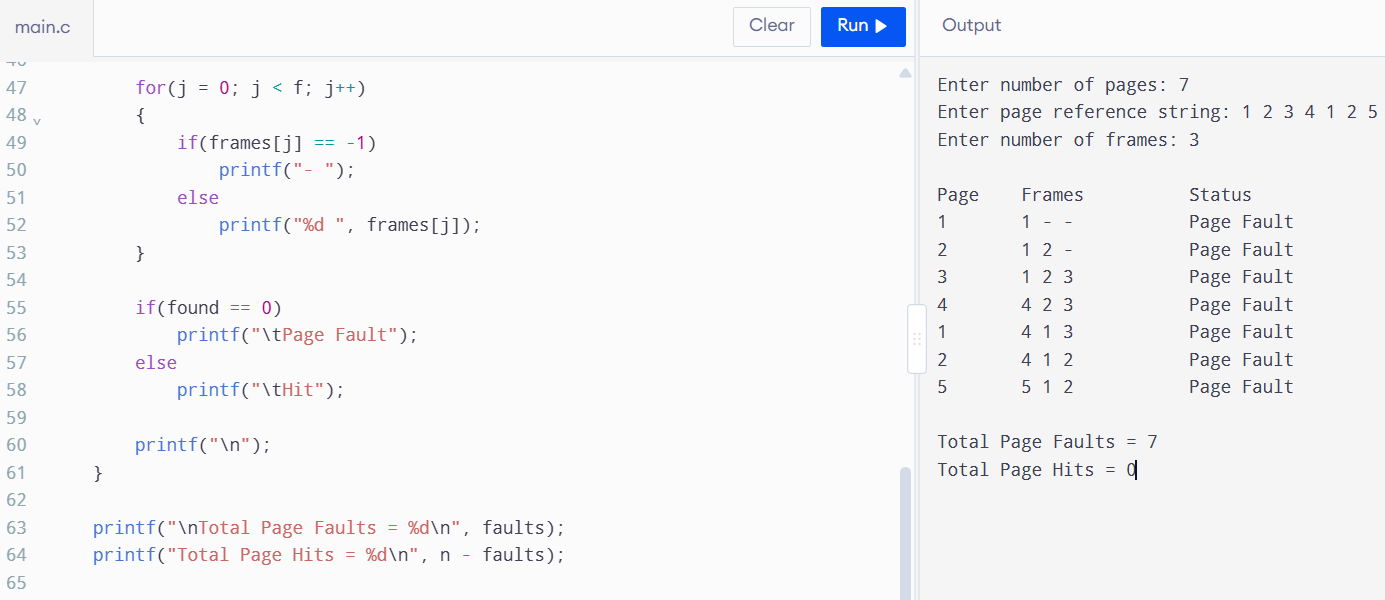 main.c
Clear
Run
47 for(j = 0; j < f; j++)
48 {
49 if(frames[j] == -1)
50 printf("- ");
51 else
52 printf("%d ", frames[j]);
53 }
54
55 if(found == 0)
56 printf("\tPage Fault");
57 else
58 printf("\tHit");
59
60 printf("\n");
61 }
62
63 printf("\nTotal Page Faults = %d\n", faults);
64 printf("Total Page Hits = %d\n", n - faults);
65
Output
Enter number of pages: 7
Enter page reference string: 1 2 3 4 1 2 5
Enter number of frames: 3
Page Frames Status
1 1 - - Page Fault
2 1 2 - Page Fault
3 1 2 3 Page Fault
4 4 2 3 Page Fault
1 4 1 3 Page Fault
2 4 1 2 Page Fault
5 5 1 2 Page Fault
Total Page Faults = 7
Total Page Hits = 0